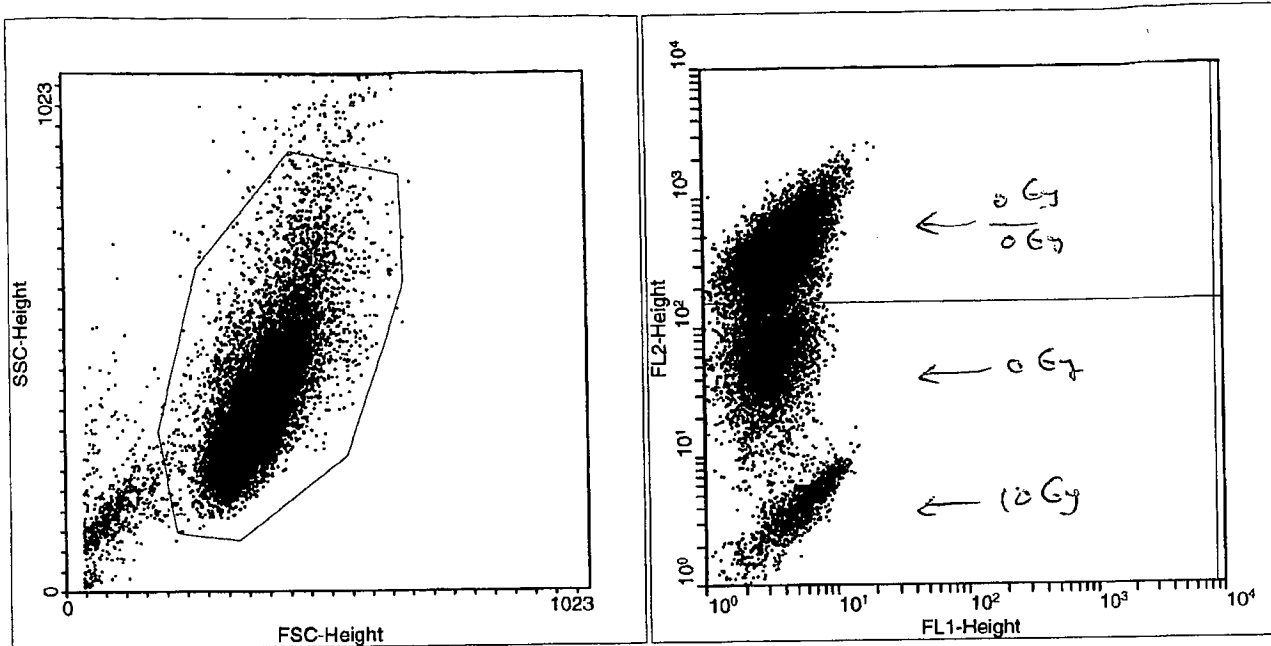 1023
SSC-Height
0
0
1023
FSC-Height
10⁴
10³
FL2-Height
10²
10¹
10⁰
10⁰
10¹
10²
10³
10⁴
FL1-Height
← 0 Gy
0 Gy
← 0 Gy
← 10 Gy